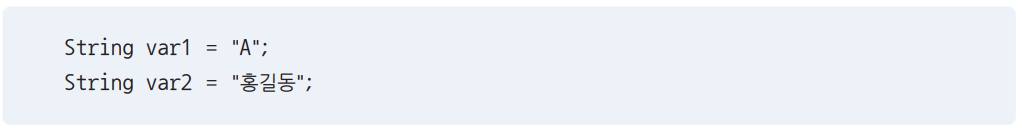 String var1 = "A";
String var2 = "홍길동";